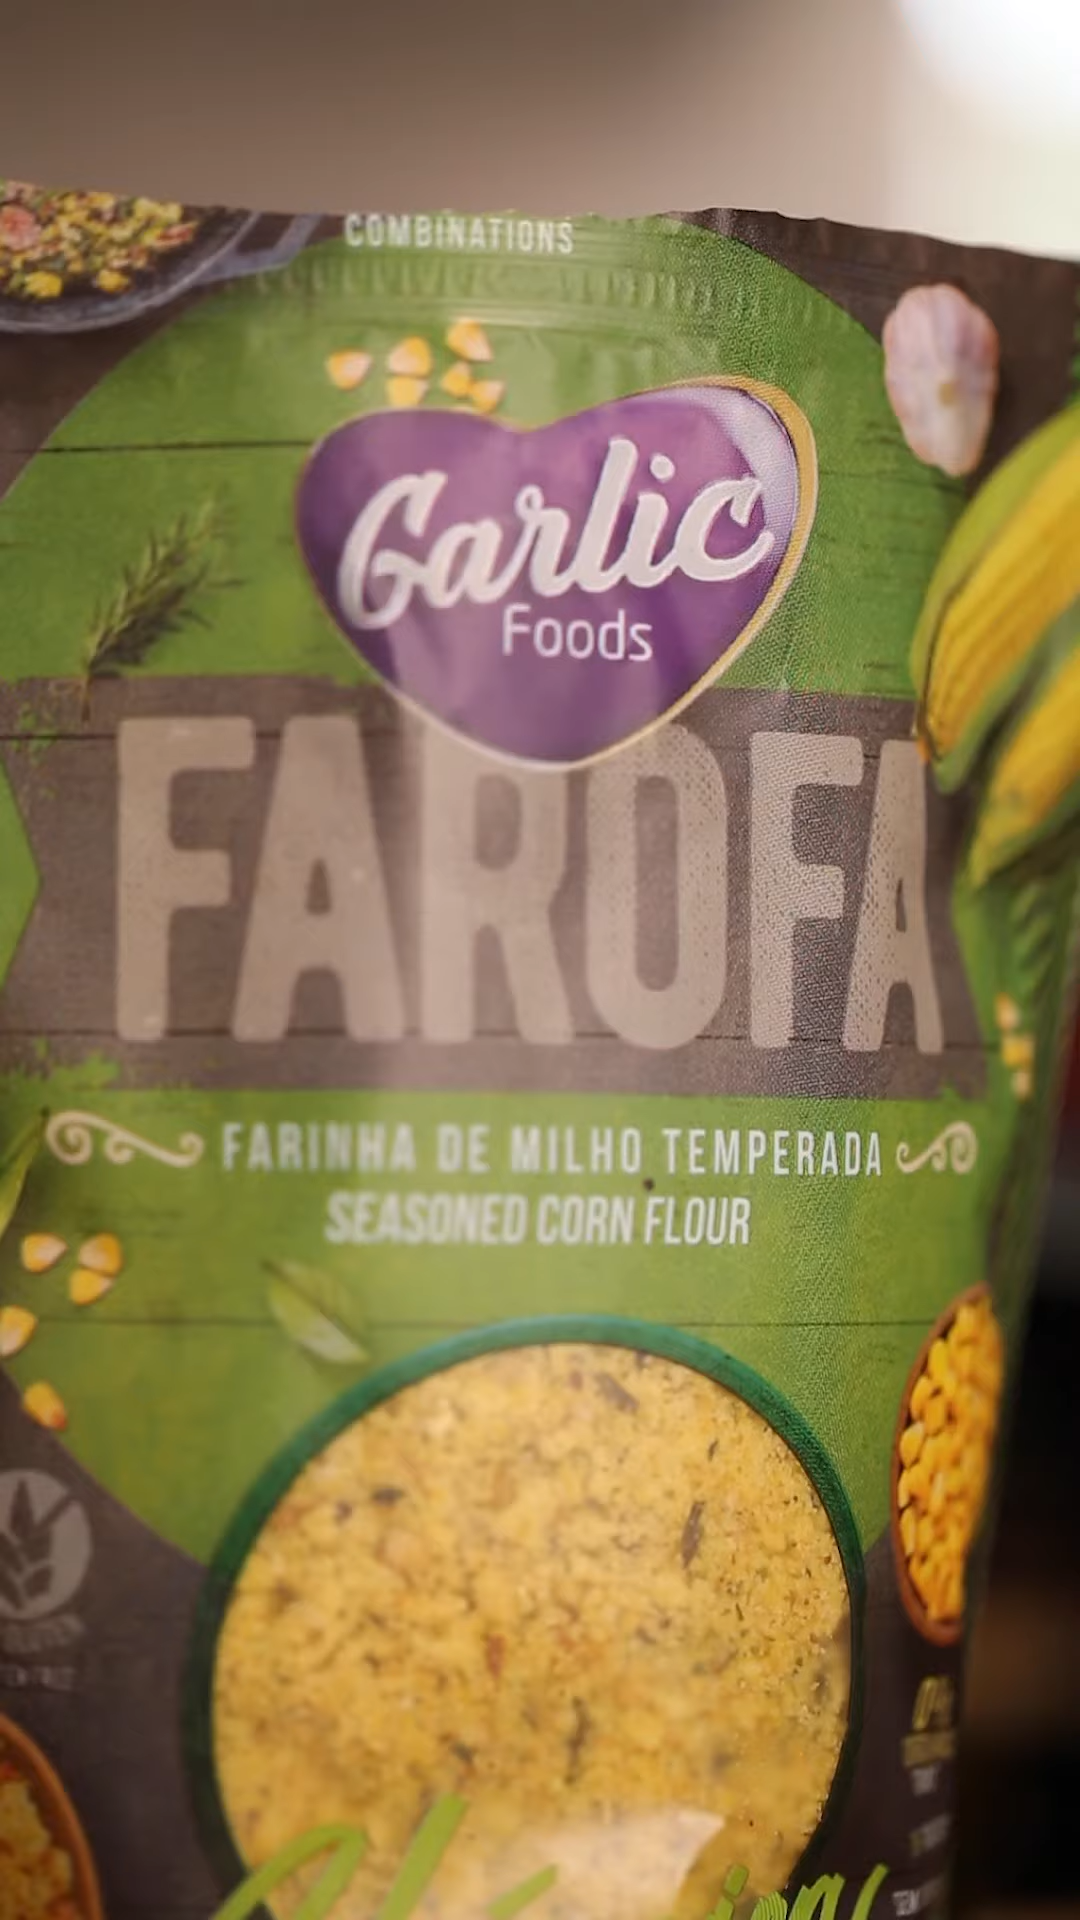 COMBINATIONS
Garlic
Foods
FAROFA
FARINHA DE MILHO TEMPERADA
SEASONED CORN FLOUR